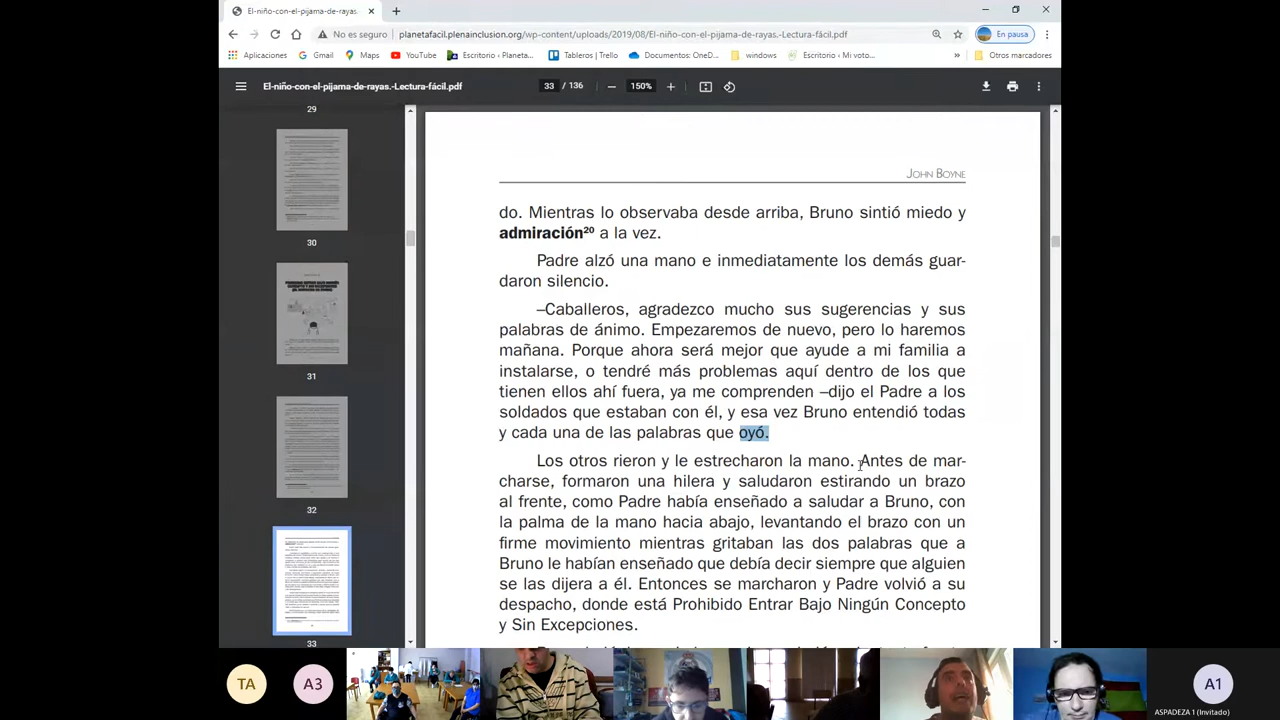 El-niño-con-el-pijama-de-rayas.
No es seguro
planetafacil.plenainclusion.org/wp-content/uploads/2019/08/El-niño-con-el-pijama-de-rayas.-Lectura-fácil.pdf
En pausa
Aplicaciones
Gmail
Maps
YouTube
Escritorio <Planeta...
Tableros | Trello
Documentos: OneD...
windows
Escritorio ‹ Mi voto...
»
Otros marcadores
El-niño-con-el-pijama-de-rayas.-Lectura-fácil.pdf
33 / 136
150%
29
30
31
32
33
JOHN BOYNE
do. Mientras lo observaba desde arriba, Bruno sintió miedo y
admiración20 a la vez.
Padre alzó una mano e inmediatamente los demás guar-
daron silencio.
–Caballeros, agradezco mucho sus sugerencias y sus
palabras de ánimo. Empezaremos de nuevo, pero lo haremos
mañana. Porque ahora será mejor que ayude a mi familia a
instalarse, o tendré más problemas aquí dentro de los que
tienen ellos ahí fuera, ya me comprenden –dijo el Padre a los
soldados que estaban con él, y esa vez Bruno entendió todas
y cada una de las palabras que oyó.
Los otros rieron y le estrecharon la mano. Antes de mar-
charse, formaron una hilera y saludaron estirando un brazo
al frente, como Padre había enseñado a saludar a Bruno, con
la palma de la mano hacia abajo, levantando el brazo con un
firme movimiento mientras gritaban las dos palabras que a
Bruno le habían enseñado que debía decir siempre que alguien
se las dijera a él. Entonces se marcharon y Padre volvió a su
despacho, donde está Prohibido Entrar Bajo Ningún Concepto
y Sin Excepciones.
TA
A3
A1
ASPADEZA 1 (Invitado)